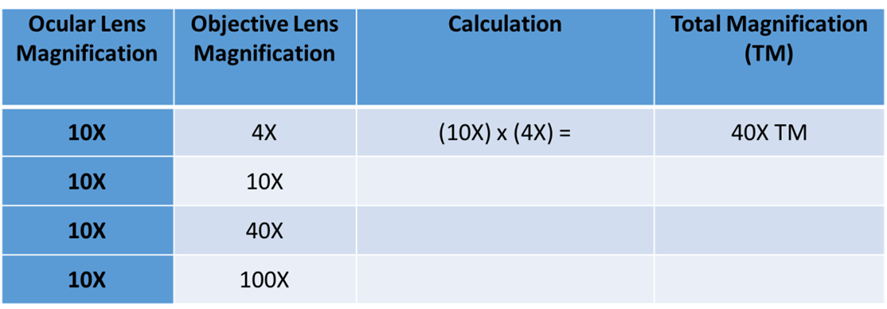 Ocular Lens Magnification
Objective Lens Magnification
Calculation
Total Magnification (TM)
10X 4X (10X) x (4X) = 40X TM
10X 10X
10X 40X
10X 100X